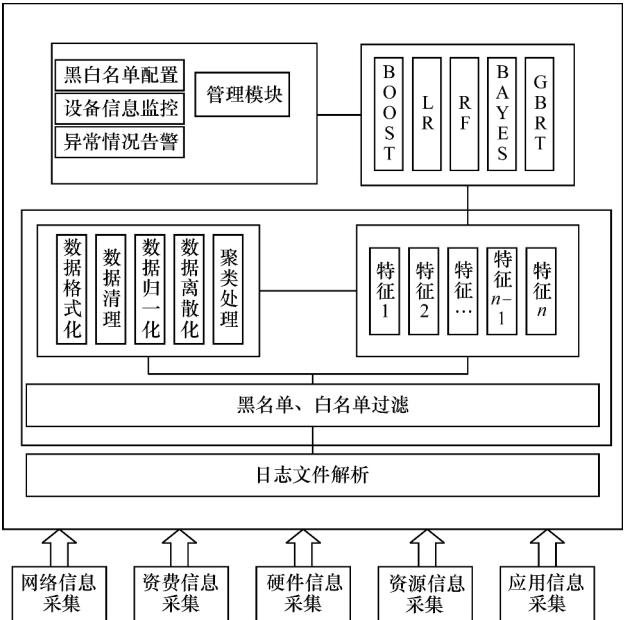 黑白名单配置
设备信息监控
异常情况告警
管理模块
BOOST
LR
RF
BAYES
GBRT
数据格式化
数据清理
数据归一化
数据离散化
聚类处理
特征1
特征2
特征…
特征n-1
特征n
黑名单、白名单过滤
日志文件解析
网络信息
采集
资费信息
采集
硬件信息
采集
资源信息
采集
应用信息
采集